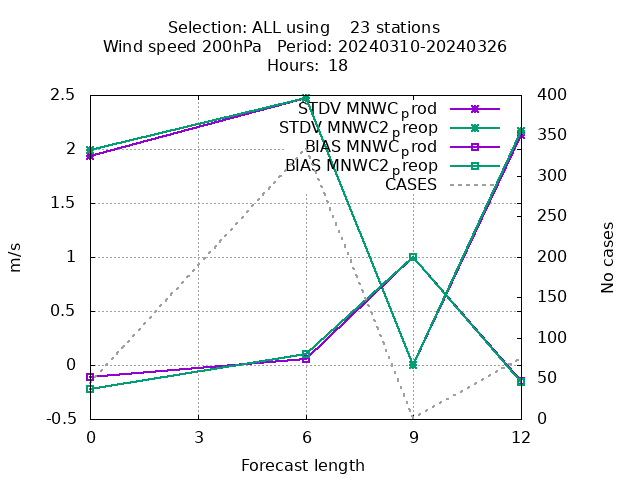 Selection: ALL using    23 stations
Wind speed 200hPa   Period: 20240310-20240326
Hours: 18
STDV MNWC_prod
STDV MNWC2_preop
BIAS MNWC_prod
BIAS MNWC2_preop
CASES
2.5
2
1.5
1
0.5
0
-0.5
400
350
300
250
200
150
100
50
0
m/s
No cases
0 3 6 9 12
Forecast length